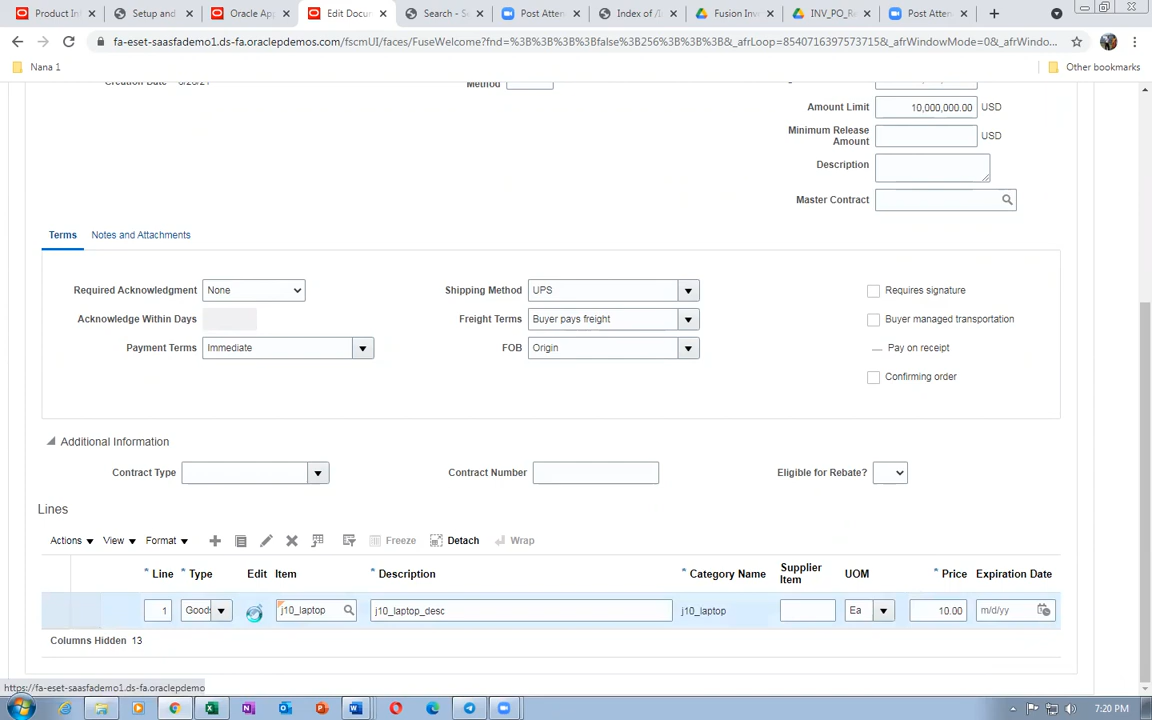 Product Inf
Setup and
Oracle Ap
Edit Docun
Search - So
Post Atten
Index of /
Fusion Inv
INV_PO_R
Post Atten
fa-eset-saasfademo1.ds-fa.oraclepdemos.com/fscmUI/faces/FuseWelcome?fnd=%3B%3B%3B%3Bfalse%3B256%3B%3B%3B&_afrLoop=8540716397573715&_afrWindowMode=0&_afrWindo...
Nana 1
Other bookmarks
Method
Amount Limit 10,000,000.00 USD
Minimum Release Amount USD
Description
Master Contract
Terms Notes and Attachments
Required Acknowledgment None Shipping Method UPS Requires signature
Acknowledge Within Days Freight Terms Buyer pays freight Buyer managed transportation
Payment Terms Immediate FOB Origin Pay on receipt
Confirming order
Additional Information
Contract Type Contract Number Eligible for Rebate?
Lines
Actions View Format Freeze Detach Wrap
* Line * Type Edit Item * Description * Category Name Supplier Item UOM * Price Expiration Date
1 Goods j10_laptop j10_laptop_desc j10_laptop Ea 10.00 m/d/yy
Columns Hidden 13
https://fa-eset-saasfademo1.ds-fa.oraclepdemo
7:20 PM